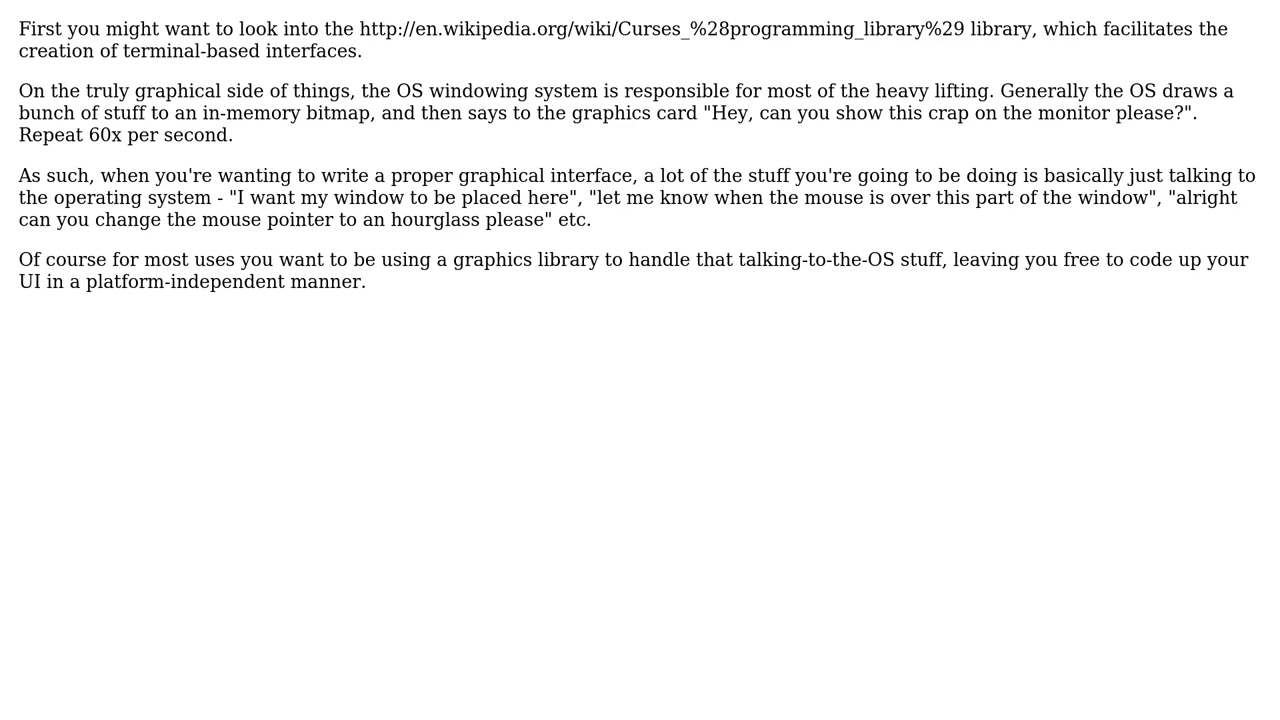 First you might want to look into the http://en.wikipedia.org/wiki/Curses_%28programming_library%29 library, which facilitates the
creation of terminal-based interfaces.
On the truly graphical side of things, the OS windowing system is responsible for most of the heavy lifting. Generally the OS draws a
bunch of stuff to an in-memory bitmap, and then says to the graphics card "Hey, can you show this crap on the monitor please?".
Repeat 60x per second.
As such, when you're wanting to write a proper graphical interface, a lot of the stuff you're going to be doing is basically just talking to
the operating system - "I want my window to be placed here", "let me know when the mouse is over this part of the window", "alright
can you change the mouse pointer to an hourglass please" etc.
Of course for most uses you want to be using a graphics library to handle that talking-to-the-OS stuff, leaving you free to code up your
UI in a platform-independent manner.